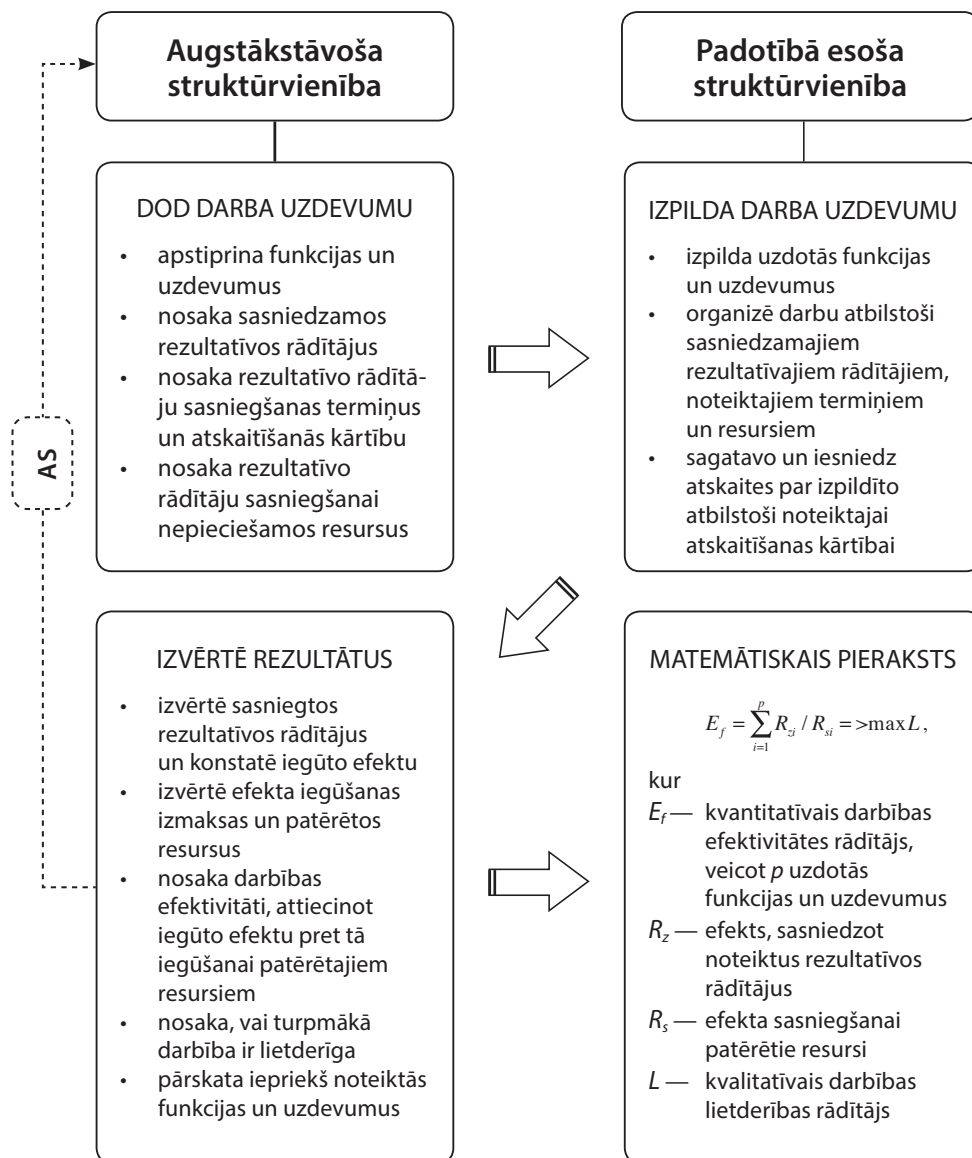 Augstākstāvoša
struktūrvienība
Padotībā esoša
struktūrvienība
DOD DARBA UZDEVUMU
• apstiprina funkcijas un
uzdevumus
• nosaka sasniedzamos
rezultatīvos rādītājus
• nosaka rezultatīvo rādītā-
ju sasniegšanas termiņus
un atskaitīšanās kārtību
• nosaka rezultatīvo
rādītāju sasniegšanai
nepieciešamos resursus
IZPILDA DARBA UZDEVUMU
• izpilda uzdotās funkcijas
un uzdevumus
• organizē darbu atbilstoši
sasniedzamajiem
rezultatīvajiem rādītājiem,
noteiktajiem termiņiem
un resursiem
• sagatavo un iesniedz
atskaites par izpildīto
atbilstoši noteiktajai
atskaitīšanas kārtībai
AS
IZVĒRTĒ REZULTĀTUS
• izvērtē sasniegtos
rezultatīvos rādītājus
un konstatē iegūto efektu
• izvērtē efekta iegūšanas
izmaksas un patērētos
resursus
• nosaka darbības
efektivitāti, attiecinot
iegūto efektu pret tā
iegūšanai patērētajiem
resursiem
• nosaka, vai turpmākā
darbība ir lietderīga
• pārskata iepriekš noteiktās
funkcijas un uzdevumus
MATEMĀTISKAIS PIERAKSTS
E_f = \sum_{i=1}^{p} R_{zi} / R_{si} = >max L,
kur
E_f — kvantitatīvais darbības
efektivitātes rādītājs,
veicot p uzdotās
funkcijas un uzdevumus
R_z — efekts, sasniedzot
noteiktus rezultatīvos
rādītājus
R_s — efekta sasniegšanai
patērētie resursi
L — kvalitatīvais darbības
lietderības rādītājs